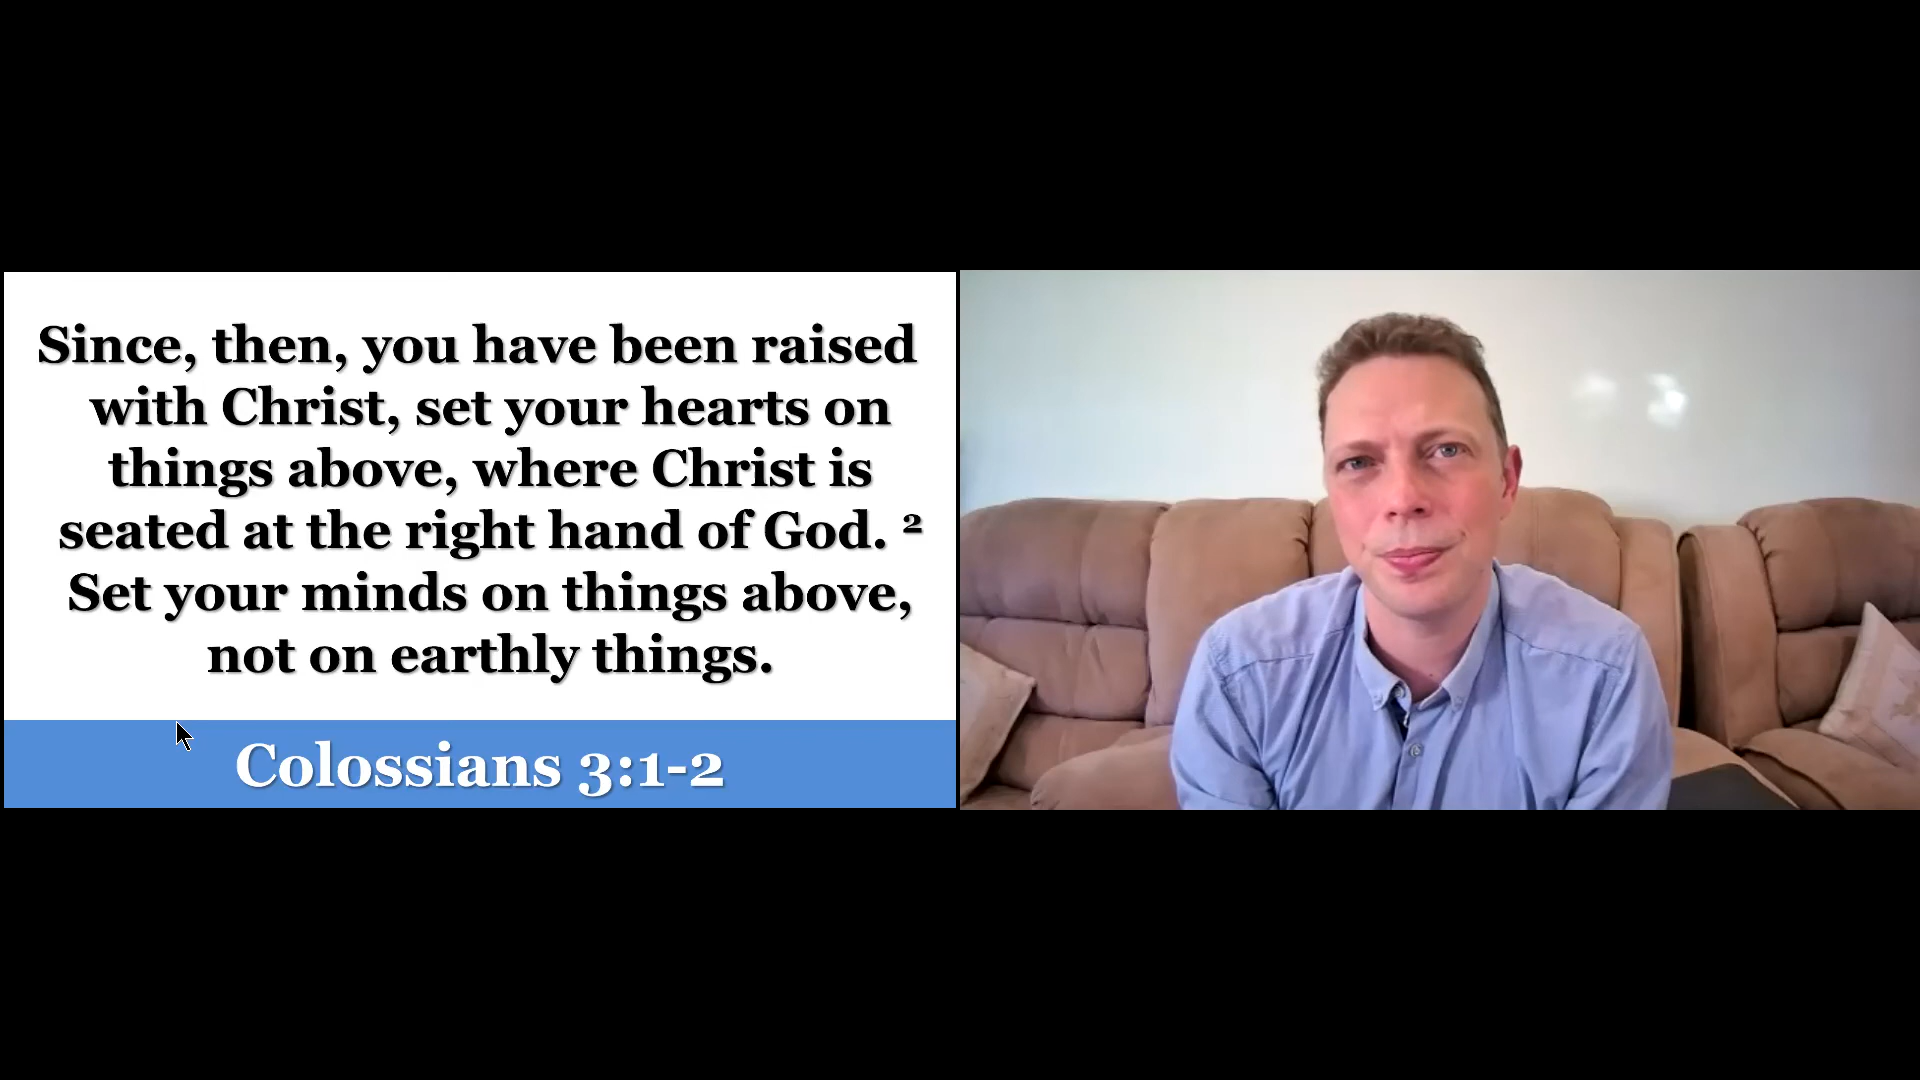 Since, then, you have been raised
with Christ, set your hearts on
things above, where Christ is
seated at the right hand of God. ²
Set your minds on things above,
not on earthly things.
Colossians 3:1-2